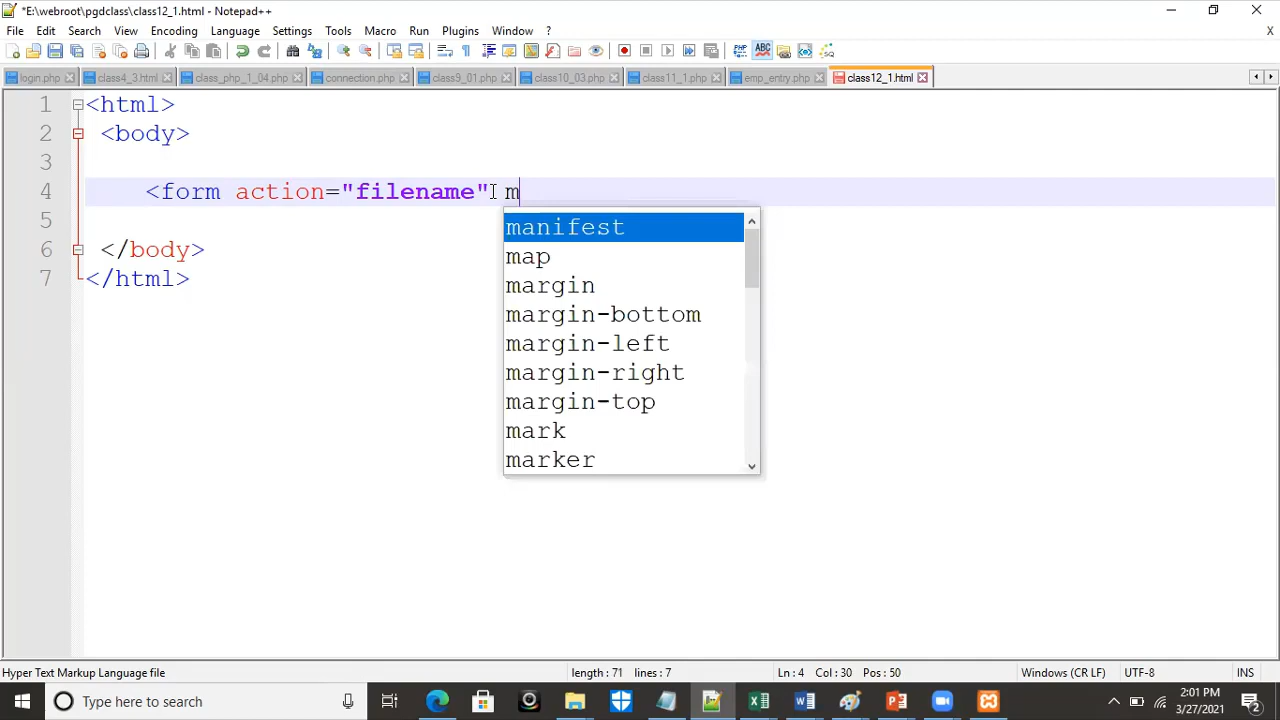 *E:\webroot\pgdclass\class12_1.html - Notepad++
File Edit Search View Encoding Language Settings Tools Macro Run Plugins Window ? X
login.php class4_3.html class_php_1_04.php connection.php class9_01.php class10_03.php class11_1.php emp_entry.php class12_1.html
1 <html>
2 <body>
3
4 <form action="filename" m
manifest
5
map
6 </body>
7 </html>
margin
margin-bottom
margin-left
margin-right
margin-top
mark
marker
Hyper Text Markup Language file length : 71 lines : 7 Ln : 4 Col : 30 Pos : 50 Windows (CR LF) UTF-8 INS
Type here to search
2:01 PM
3/27/2021
2